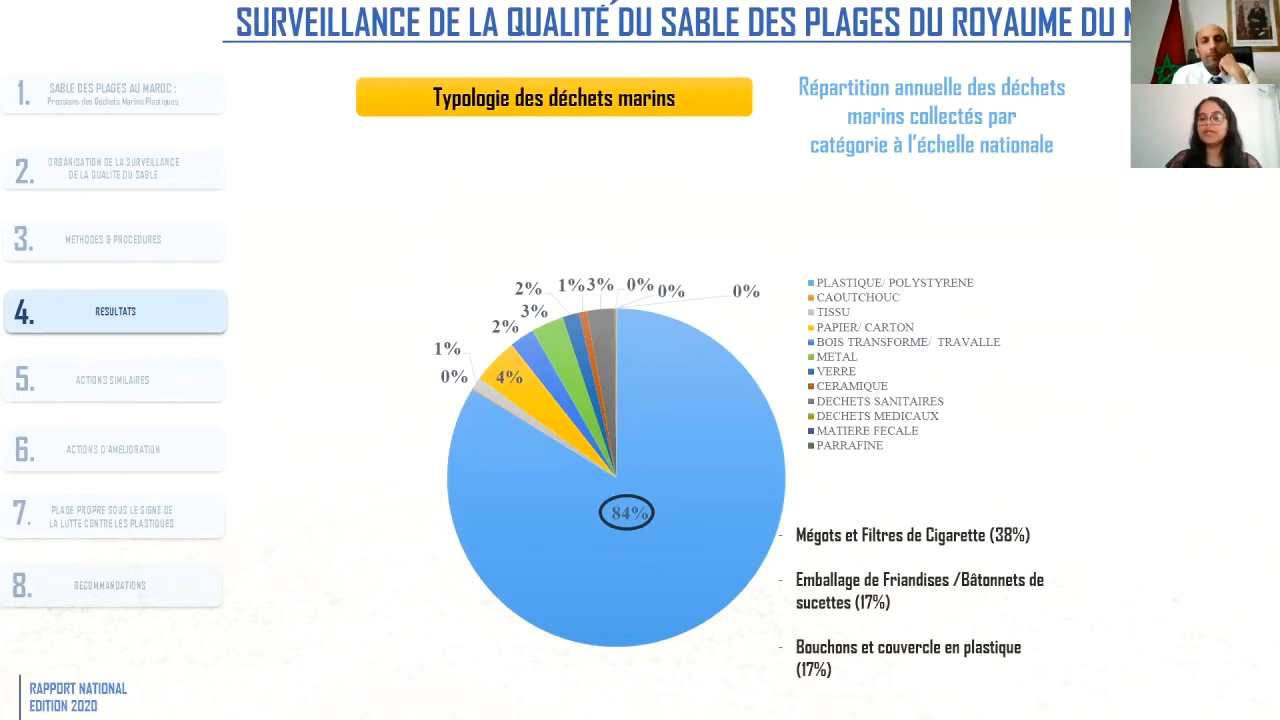 SURVEILLANCE DE LA QUALITÉ DU SABLE DES PLAGES DU ROYAUME DU
1. SABLE DES PLAGES AU MAROC :
Pressions des Déchets Marins Plastiques
2. ORGANISATION DE LA SURVEILLANCE
DE LA QUALITE DU SABLE
3. METHODES & PROCEDURES
4. RESULTATS
5. ACTIONS SIMILAIRES
6. ACTIONS D'AMELIORATION
7. PLAGE PROPRE SOUS LE SIGNE DE
LA LUTTE CONTRE LES PLASTIQUES
8. RECOMMANDATIONS
RAPPORT NATIONAL
EDITION 2020
Typologie des déchets marins
Répartition annuelle des déchets
marins collectés par
catégorie à l'échelle nationale
2% 1% 3% 0% 0% 0%
3%
2%
1%
0% 4%
84%
PLASTIQUE/ POLYSTYRENE
CAOUTCHOUC
TISSU
PAPIER/ CARTON
BOIS TRANSFORME/ TRAVALLE
METAL
VERRE
CERAMIQUE
DECHETS SANITAIRES
DECHETS MEDICAUX
MATIERE FECALE
PARRAFINE
- Mégots et Filtres de Cigarette (38%)
- Emballage de Friandises /Bâtonnets de
sucettes (17%)
- Bouchons et couvercle en plastique
(17%)